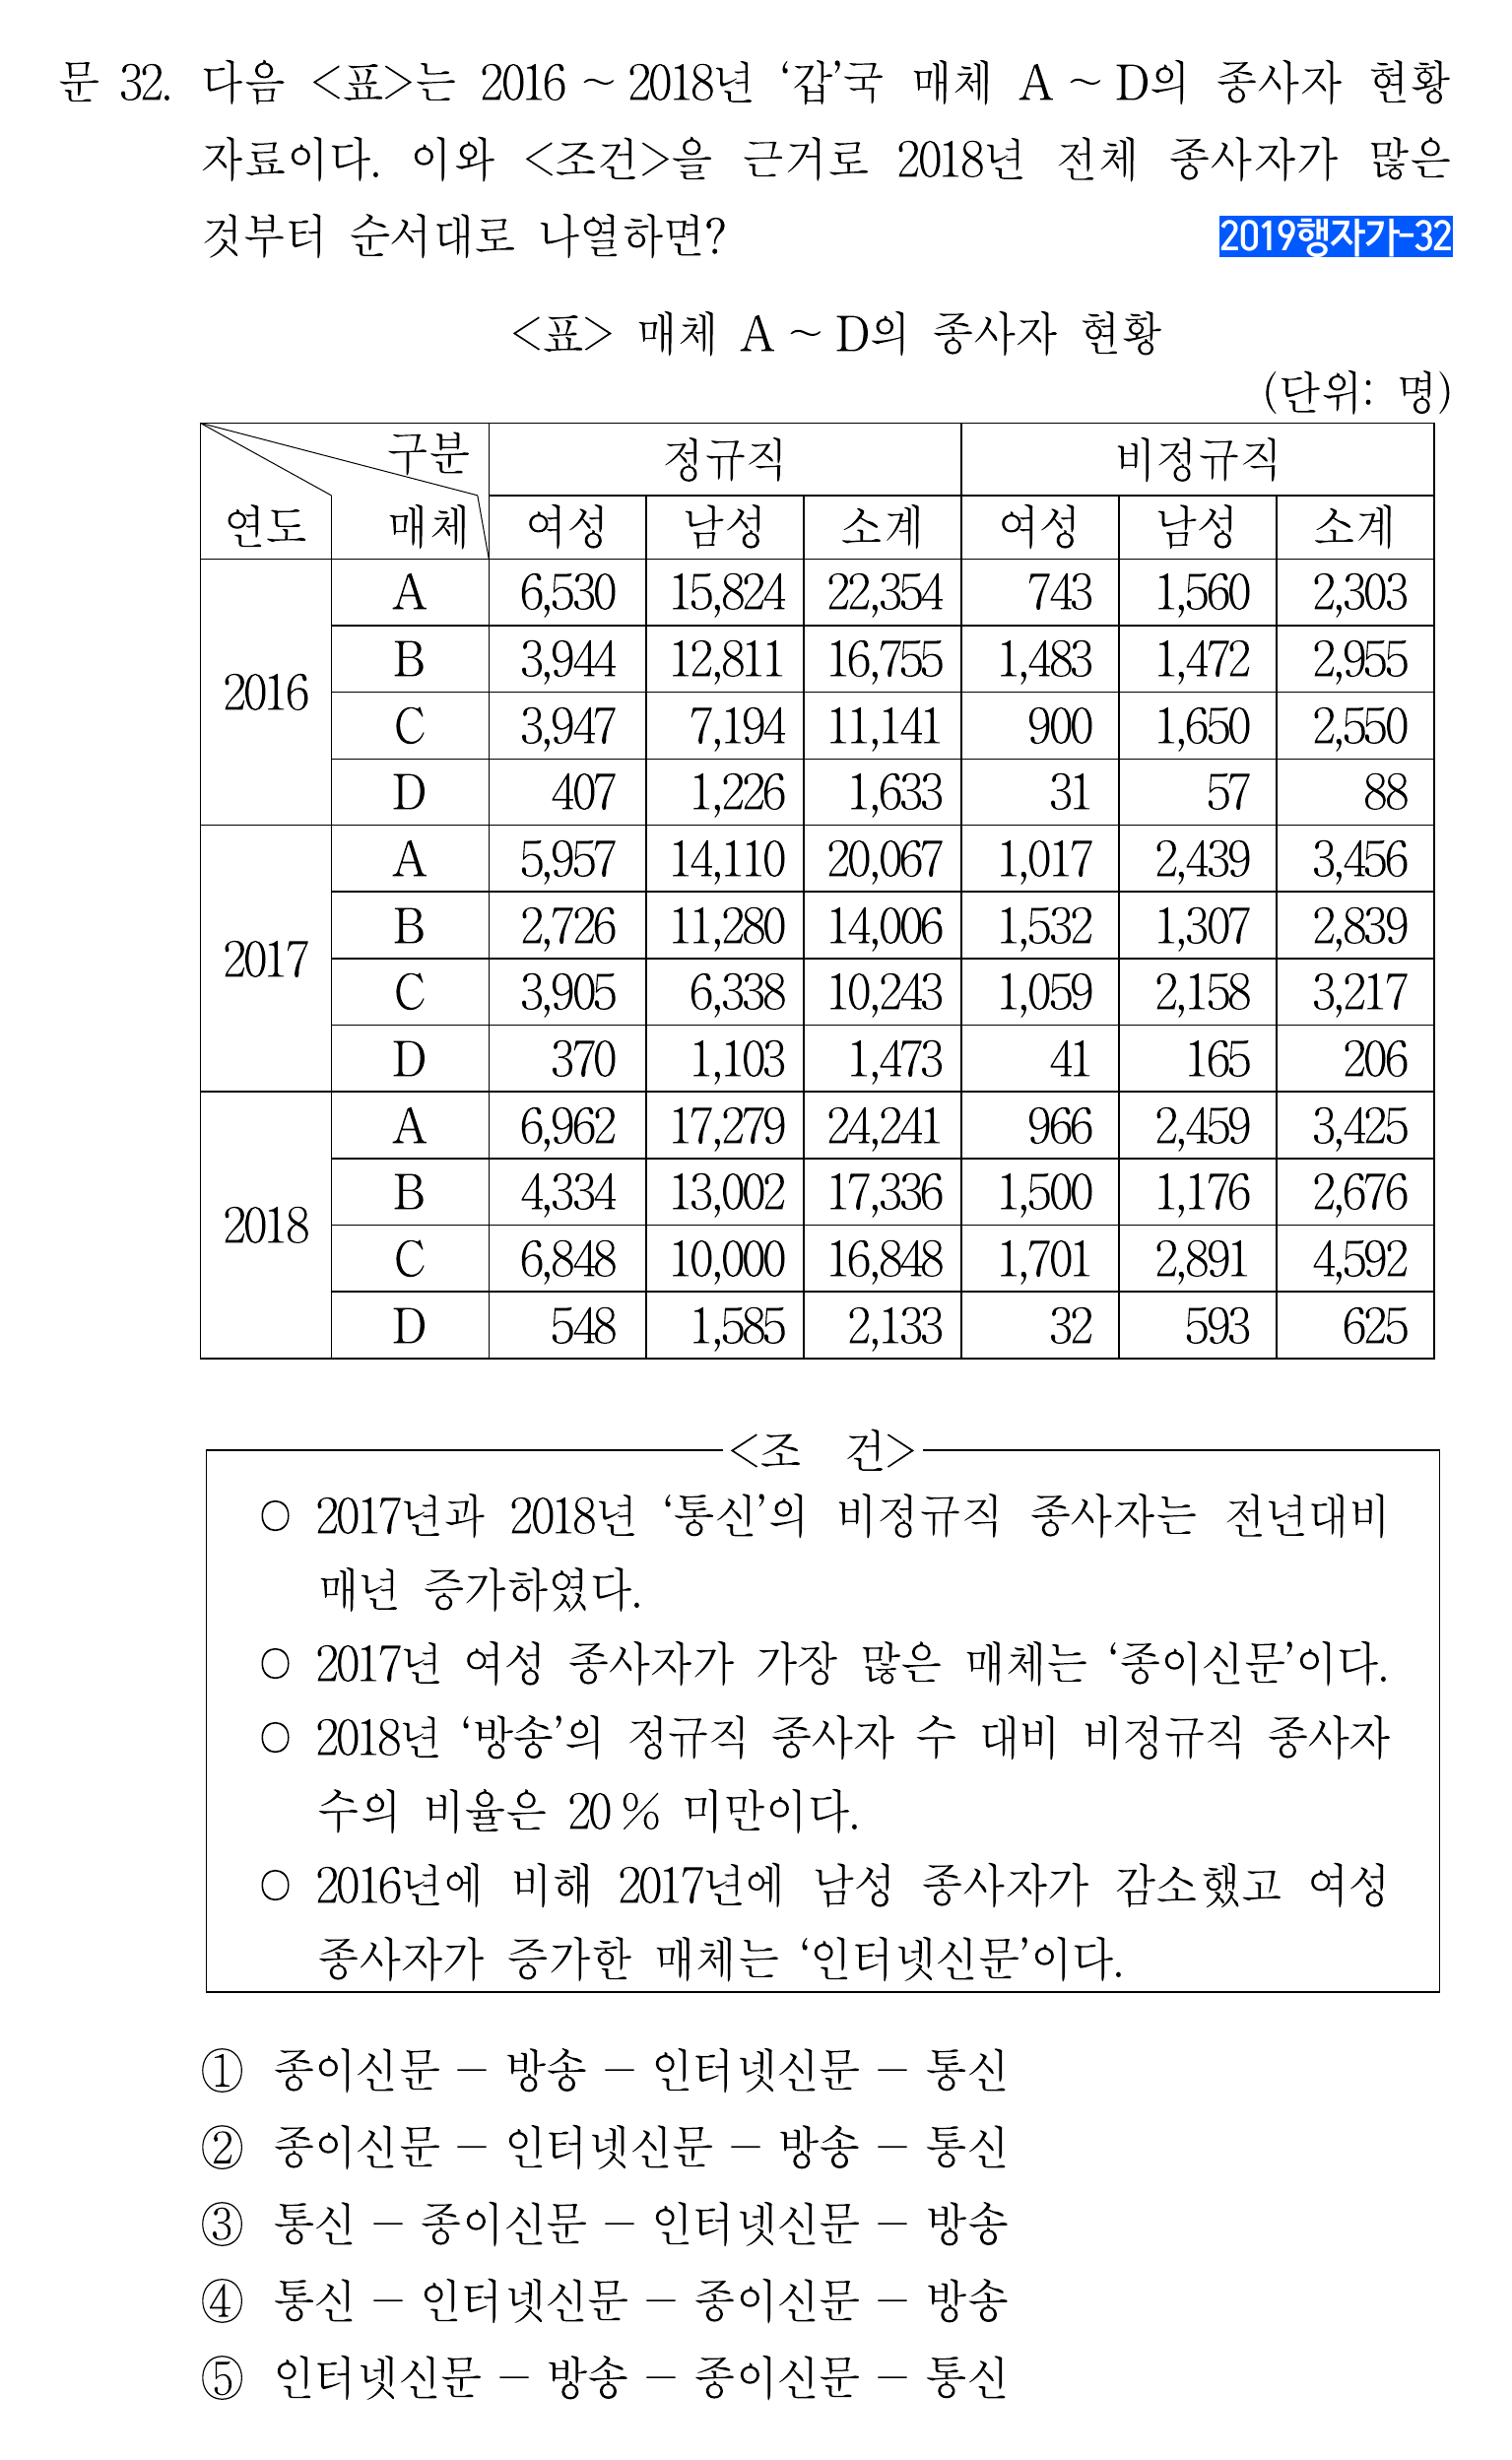 문 32. 다음 <표>는 2016 ~ 2018년 ‘갑’국 매체 A ~ D의 종사자 현황
자료이다. 이와 <조건>을 근거로 2018년 전체 종사자가 많은
것부터 순서대로 나열하면?
2019행자가-32
<표> 매체 A ~ D의 종사자 현황
(단위: 명)
구분 정규직 비정규직
연도 매체 여성 남성 소계 여성 남성 소계
2016
A 6,530 15,824 22,354 743 1,560 2,303
B 3,944 12,811 16,755 1,483 1,472 2,955
C 3,947 7,194 11,141 900 1,650 2,550
D 407 1,226 1,633 31 57 88
2017
A 5,957 14,110 20,067 1,017 2,439 3,456
B 2,726 11,280 14,006 1,532 1,307 2,839
C 3,905 6,338 10,243 1,059 2,158 3,217
D 370 1,103 1,473 41 165 206
2018
A 6,962 17,279 24,241 966 2,459 3,425
B 4,334 13,002 17,336 1,500 1,176 2,676
C 6,848 10,000 16,848 1,701 2,891 4,592
D 548 1,585 2,133 32 593 625
<조 건>
○ 2017년과 2018년 ‘통신’의 비정규직 종사자는 전년대비
매년 증가하였다.
○ 2017년 여성 종사자가 가장 많은 매체는 ‘종이신문’이다.
○ 2018년 ‘방송’의 정규직 종사자 수 대비 비정규직 종사자
수의 비율은 20 % 미만이다.
○ 2016년에 비해 2017년에 남성 종사자가 감소했고 여성
종사자가 증가한 매체는 ‘인터넷신문’이다.
① 종이신문 - 방송 - 인터넷신문 - 통신
② 종이신문 - 인터넷신문 - 방송 - 통신
③ 통신 - 종이신문 - 인터넷신문 - 방송
④ 통신 - 인터넷신문 - 종이신문 - 방송
⑤ 인터넷신문 - 방송 - 종이신문 - 통신